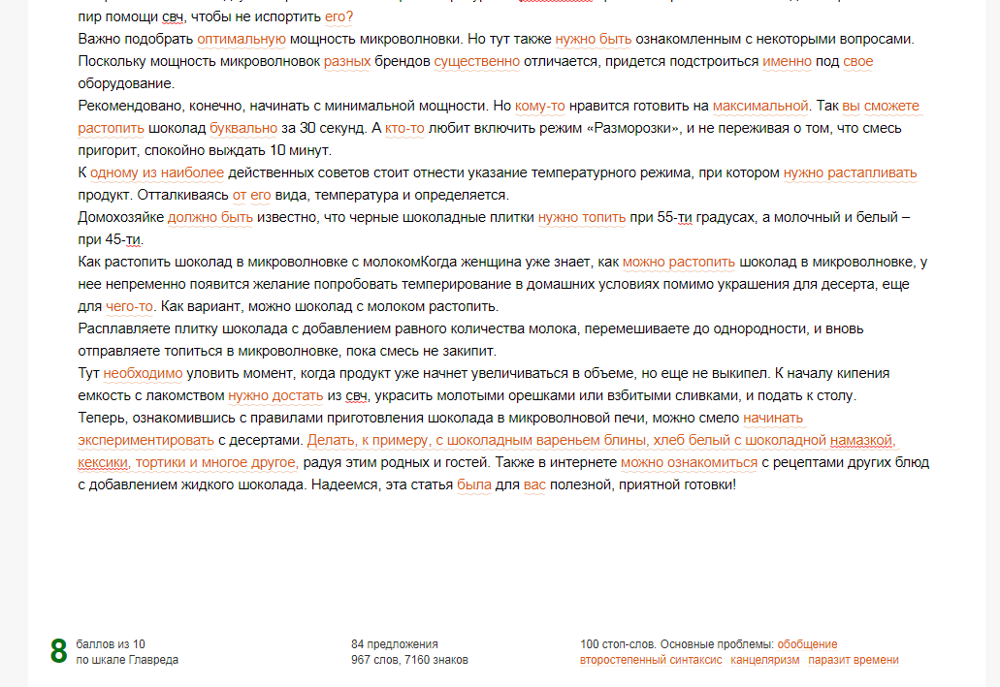 пир помощи свч, чтобы не испортить его?
Важно подобрать оптимальную мощность микроволновки. Но тут также нужно быть ознакомленным с некоторыми вопросами.
Поскольку мощность микроволновок разных брендов существенно отличается, придется подстроиться именно под свое
оборудование.
Рекомендовано, конечно, начинать с минимальной мощности. Но кому-то нравится готовить на максимальной. Так вы сможете
растопить шоколад буквально за 30 секунд. А кто-то любит включить режим «Разморозки», и не переживая о том, что смесь
пригорит, спокойно выждать 10 минут.
К одному из наиболее действенных советов стоит отнести указание температурного режима, при котором нужно растапливать
продукт. Отталкиваясь от его вида, температура и определяется.
Домохозяйке должно быть известно, что черные шоколадные плитки нужно топить при 55-ти градусах, а молочный и белый –
при 45-ти.
Как растопить шоколад в микроволновке с молокомКогда женщина уже знает, как можно растопить шоколад в микроволновке, у
нее непременно появится желание попробовать темперирование в домашних условиях помимо украшения для десерта, еще
для чего-то. Как вариант, можно шоколад с молоком растопить.
Расплавляете плитку шоколада с добавлением равного количества молока, перемешиваете до однородности, и вновь
отправляете топиться в микроволновке, пока смесь не закипит.
Тут необходимо уловить момент, когда продукт уже начнет увеличиваться в объеме, но еще не выкипел. К началу кипения
емкость с лакомством нужно достать из свч, украсить молотыми орешками или взбитыми сливками, и подать к столу.
Теперь, ознакомившись с правилами приготовления шоколада в микроволновой печи, можно смело начинать
экспериментировать с десертами. Делать, к примеру, с шоколадным вареньем блины, хлеб белый с шоколадной намазкой,
кексики, тортики и многое другое, радуя этим родных и гостей. Также в интернете можно ознакомиться с рецептами других блюд
с добавлением жидкого шоколада. Надеемся, эта статья была для вас полезной, приятной готовки!
8 баллов из 10 84 предложения 100 стоп-слов. Основные проблемы: обобщение
по шкале Главреда 967 слов, 7160 знаков второстепенный синтаксис канцеляризм паразит времени